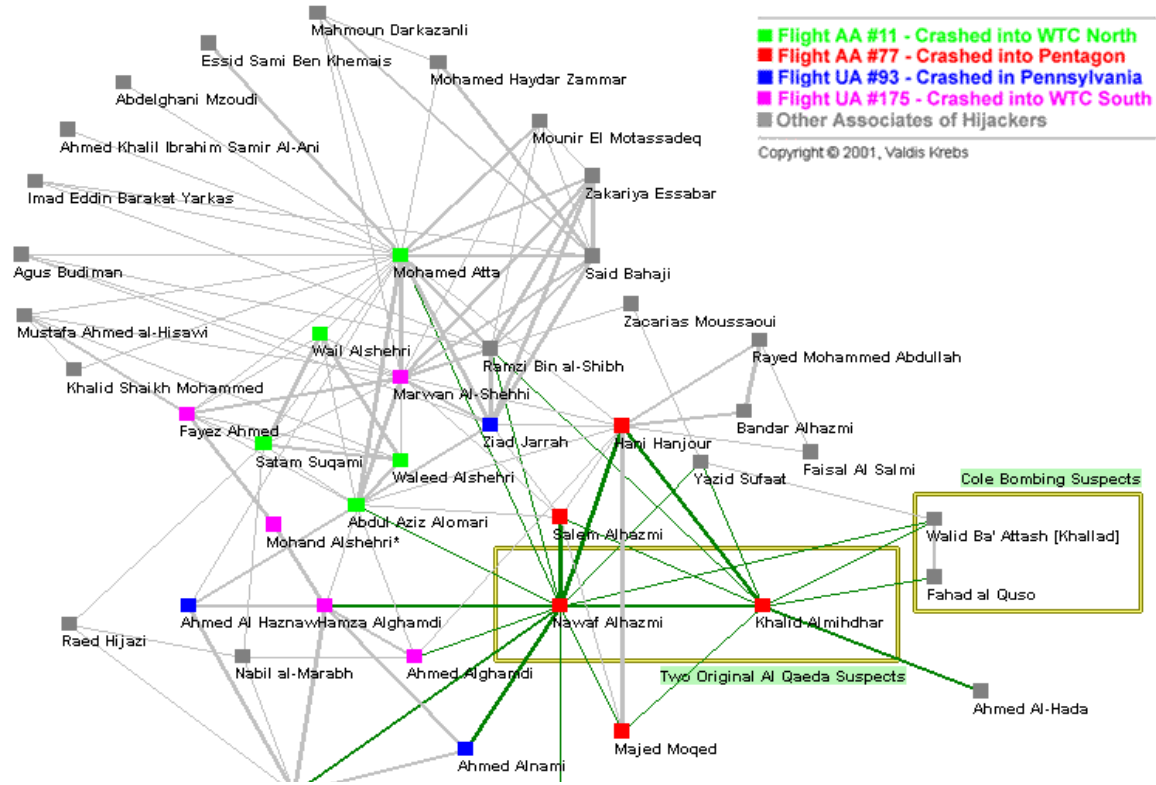 Mahmoun Darkazanli
Essid Sami Ben Khemais
Mohamed Haydar Zammar
Abdelghani Mzoudi
Mounir El Motassadeq
Ahmed Khalil Ibrahim Samir Al-Ani
Imad Eddin Barakat Yarkas
Zakariya Essabar
Flight AA #11 - Crashed into WTC North
Flight AA #77 - Crashed into Pentagon
Flight UA #93 - Crashed in Pennsylvania
Flight UA #175 - Crashed into WTC South
Other Associates of Hijackers
Copyright © 2001, Valdis Krebs
Agus Budiman
Mohamed Atta
Said Bahaji
Mustafa Ahmed al-Hisawi
Zacarias Moussaoui
Wail Alshehri
Ramzi Bin al-Shibh
Rayed Mohammed Abdullah
Khalid Shaikh Mohammed
Marwan Al-Shehhi
Fayez Ahmed
Ziad Jarrah
Hani Hanjour
Bandar Alhazmi
Satam Suqami
Waleed Alshehri
Yazid Sufaat
Faisal Al Salmi
Cole Bombing Suspects
Abdul Aziz Alomari
Mohand Alshehri*
Salem Alhazmi
Walid Ba' Attash [Khallad]
Fahad al Quso
Raed Hijazi
Ahmed Al Haznawi
Hamza Alghamdi
Nawaf Alhazmi
Khalid Almihdhar
Nabil al-Marabh
Ahmed Alghamdi
Two Original Al Qaeda Suspects
Ahmed Al-Hada
Majed Moqed
Ahmed Alnami